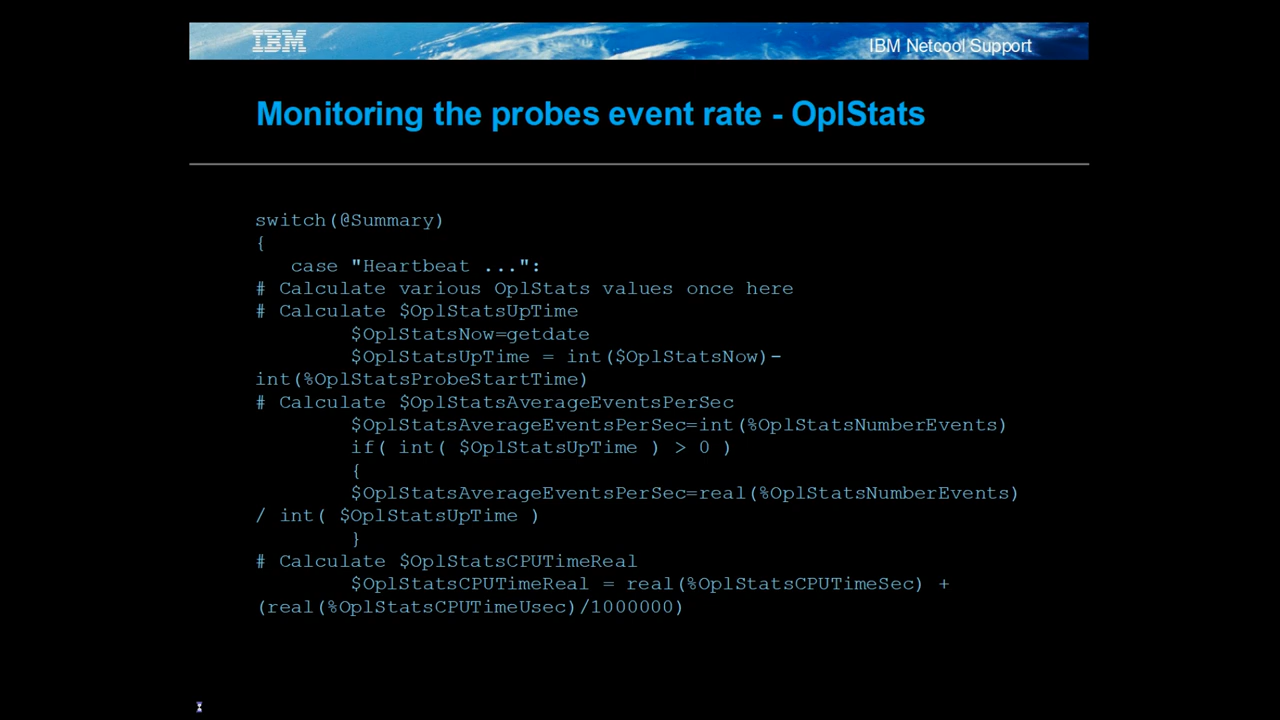 IBM
IBM Netcool Support
Monitoring the probes event rate - OplStats
switch(@Summary)
{
case "Heartbeat ...":
# Calculate various OplStats values once here
# Calculate $OplStatsUpTime
$OplStatsNow=getdate
$OplStatsUpTime = int($OplStatsNow)-
int(%OplStatsProbeStartTime)
# Calculate $OplStatsAverageEventsPerSec
$OplStatsAverageEventsPerSec=int(%OplStatsNumberEvents)
if( int( $OplStatsUpTime ) > 0 )
{
$OplStatsAverageEventsPerSec=real(%OplStatsNumberEvents)
/ int( $OplStatsUpTime )
}
# Calculate $OplStatsCPUTimeReal
$OplStatsCPUTimeReal = real(%OplStatsCPUTimeSec) +
(real(%OplStatsCPUTimeUsec)/1000000)